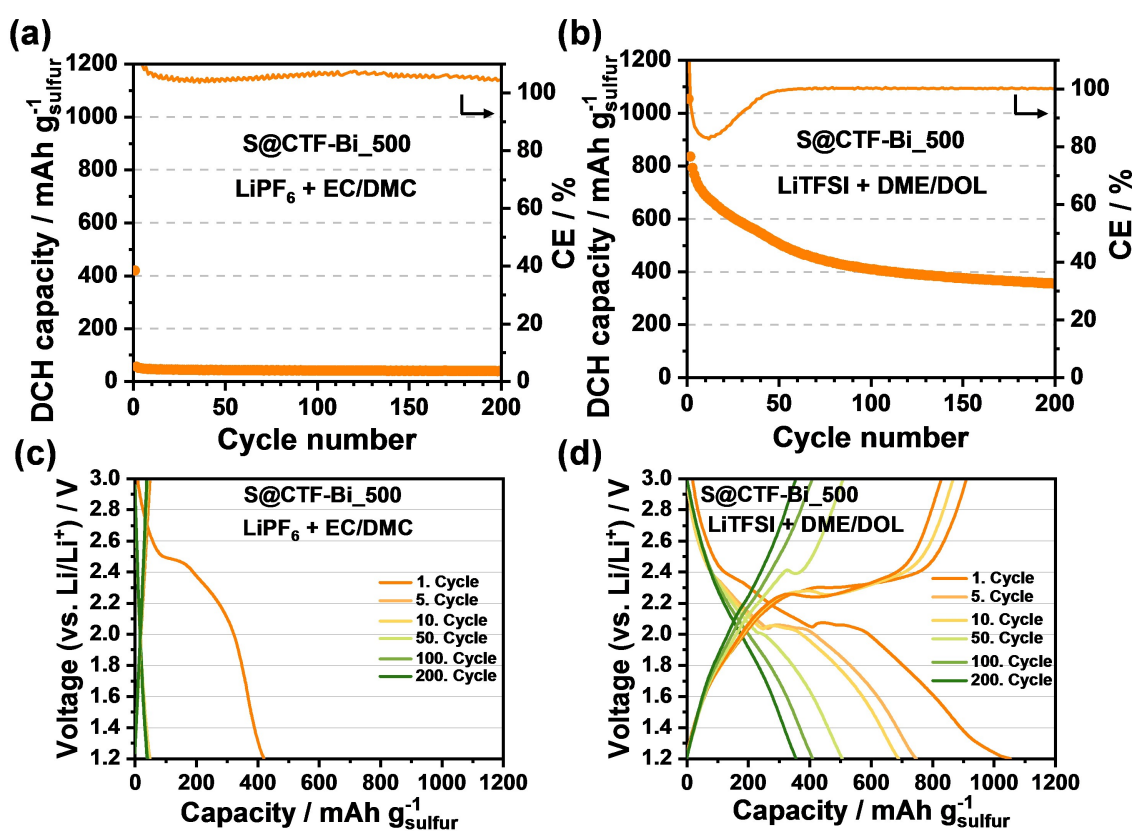 (a)
1200
1000
800
600
400
200
0
DCH capacity / mAh g⁻¹sulfur
S@CTF-Bi_500
LiPF₆ + EC/DMC
100
80
60
40
20
0
CE / %
0 50 100 150 200
Cycle number
(b)
1200
1000
800
600
400
200
0
DCH capacity / mAh g⁻¹sulfur
S@CTF-Bi_500
LiTFSI + DME/DOL
100
80
60
40
20
0
CE / %
0 50 100 150 200
Cycle number
(c)
3.0
2.8
2.6
2.4
2.2
2.0
1.8
1.6
1.4
1.2
Voltage (vs. Li/Li⁺) / V
S@CTF-Bi_500
LiPF₆ + EC/DMC
1. Cycle
5. Cycle
10. Cycle
50. Cycle
100. Cycle
200. Cycle
0 200 400 600 800 1000 1200
Capacity / mAh g⁻¹sulfur
(d)
3.0
2.8
2.6
2.4
2.2
2.0
1.8
1.6
1.4
1.2
Voltage (vs. Li/Li⁺) / V
S@CTF-Bi_500
LiTFSI + DME/DOL
1. Cycle
5. Cycle
10. Cycle
50. Cycle
100. Cycle
200. Cycle
0 200 400 600 800 1000 1200
Capacity / mAh g⁻¹sulfur